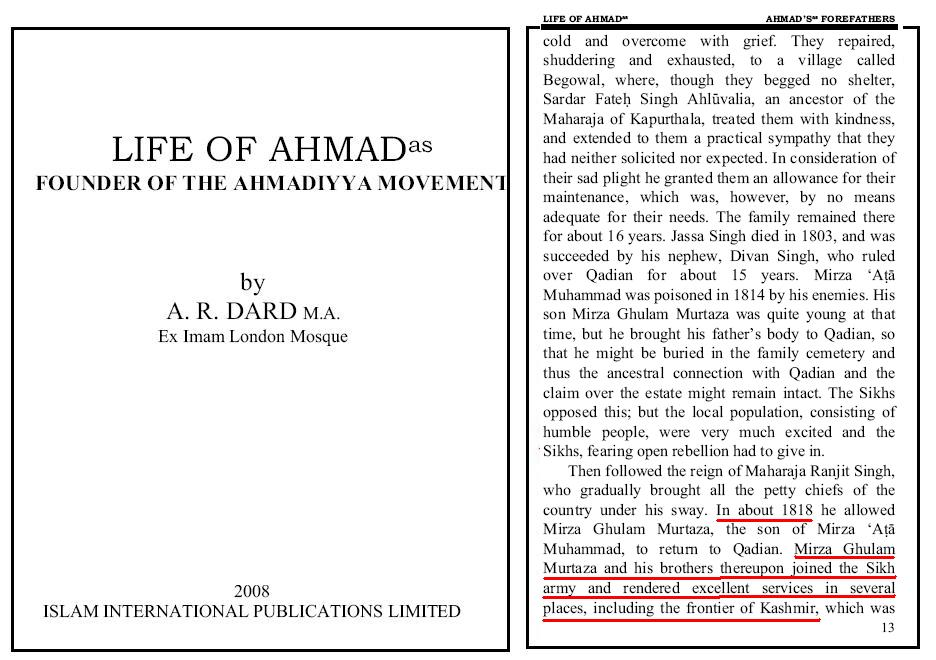 LIFE OF AHMADas
FOUNDER OF THE AHMADIYYA MOVEMENT
by
A. R. DARD M.A.
Ex Imam London Mosque
2008
ISLAM INTERNATIONAL PUBLICATIONS LIMITED
LIFE OF AHMADas AHMAD'Sas FOREFATHERS
cold and overcome with grief. They repaired,
shuddering and exhausted, to a village called
Begowal, where, though they begged no shelter,
Sardar Fateḥ Singh Ahlūvalia, an ancestor of the
Maharaja of Kapurthala, treated them with kindness,
and extended to them a practical sympathy that they
had neither solicited nor expected. In consideration of
their sad plight he granted them an allowance for their
maintenance, which was, however, by no means
adequate for their needs. The family remained there
for about 16 years. Jassa Singh died in 1803, and was
succeeded by his nephew, Divan Singh, who ruled
over Qadian for about 15 years. Mirza ‘Aṭā
Muhammad was poisoned in 1814 by his enemies. His
son Mirza Ghulam Murtaza was quite young at that
time, but he brought his father's body to Qadian, so
that he might be buried in the family cemetery and
thus the ancestral connection with Qadian and the
claim over the estate might remain intact. The Sikhs
opposed this; but the local population, consisting of
humble people, were very much excited and the
Sikhs, fearing open rebellion had to give in.
Then followed the reign of Maharaja Ranjit Singh,
who gradually brought all the petty chiefs of the
country under his sway. In about 1818 he allowed
Mirza Ghulam Murtaza, the son of Mirza ‘Aṭā
Muhammad, to return to Qadian. Mirza Ghulam
Murtaza and his brothers thereupon joined the Sikh
army and rendered excellent services in several
places, including the frontier of Kashmir, which was
13